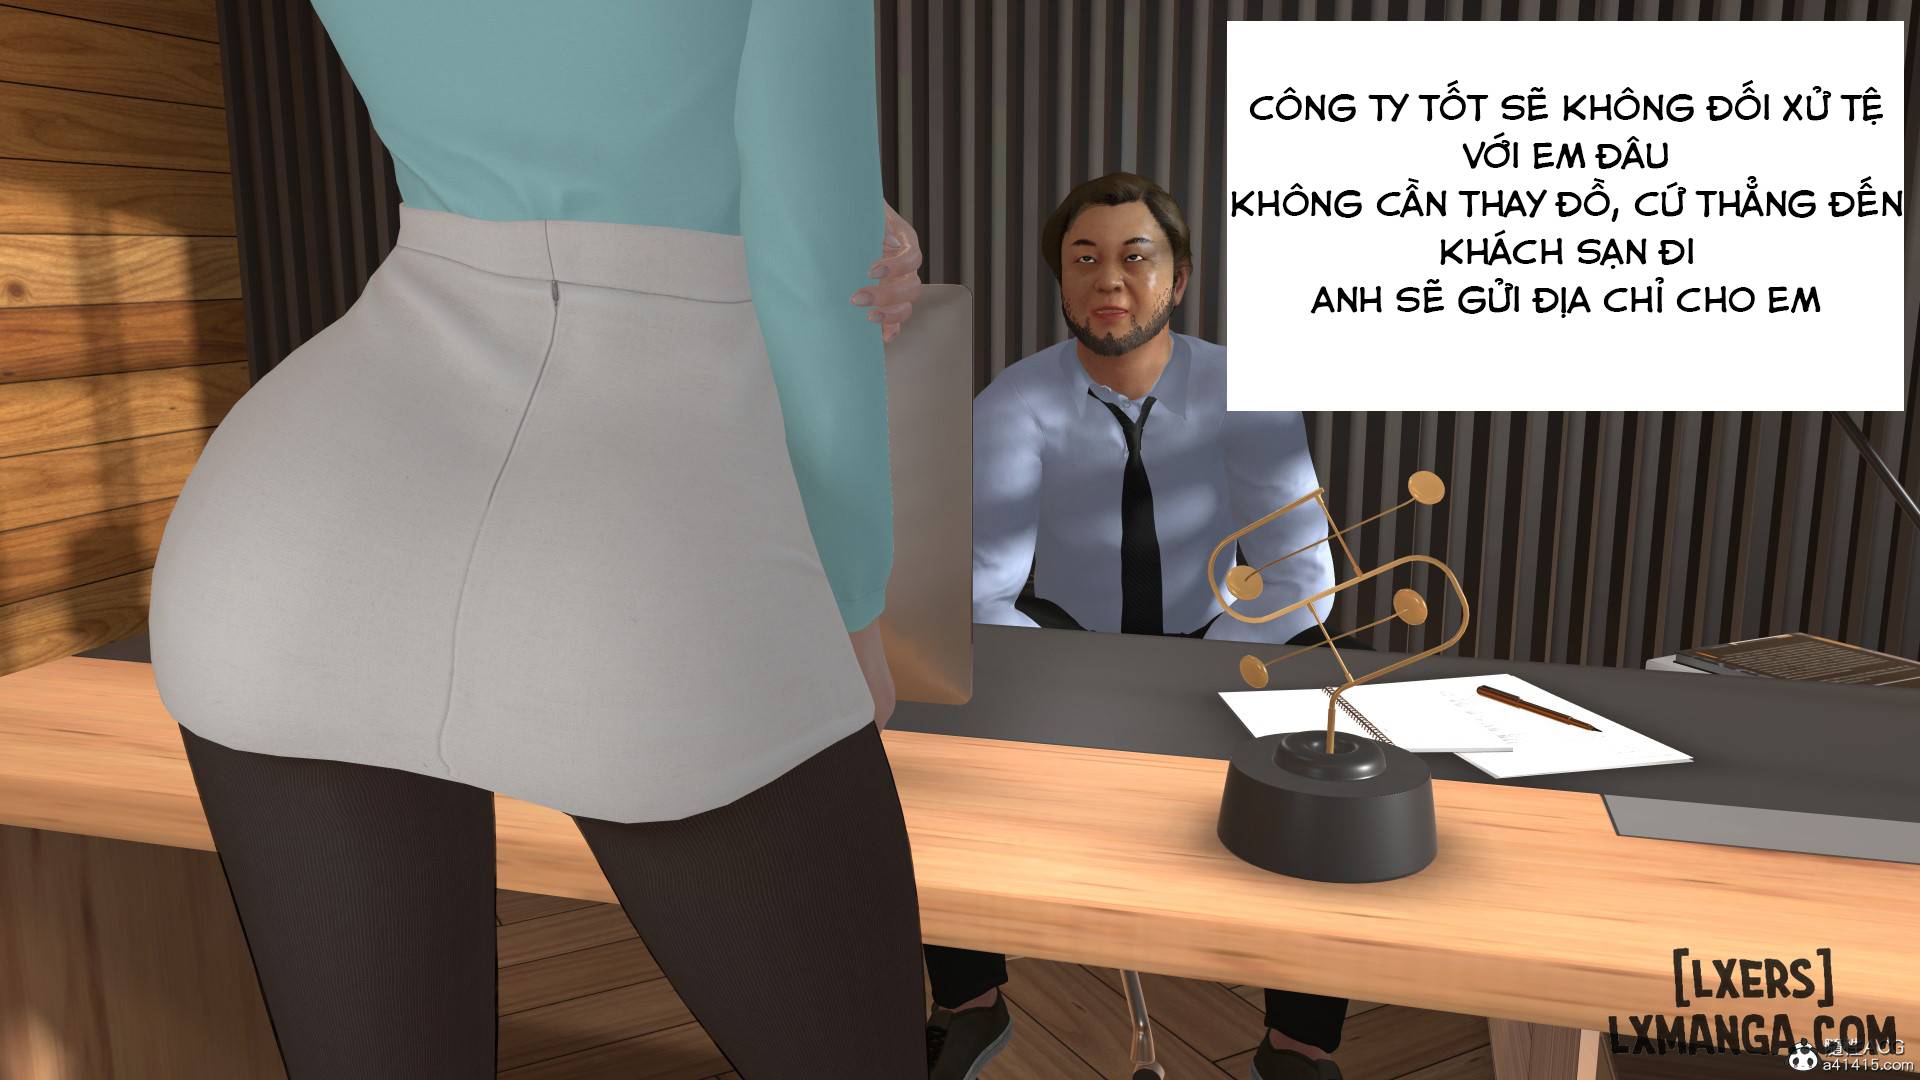 CÔNG TY TỐT SẼ KHÔNG ĐỐI XỬ TỆ
VỚI EM ĐÂU
KHÔNG CẦN THAY ĐỒ, CỨ THẲNG ĐẾN
KHÁCH SẠN ĐI
ANH SẼ GỬI ĐỊA CHỈ CHO EM
[LXERS]
LXMANGA.COM
AUG
a41415.com